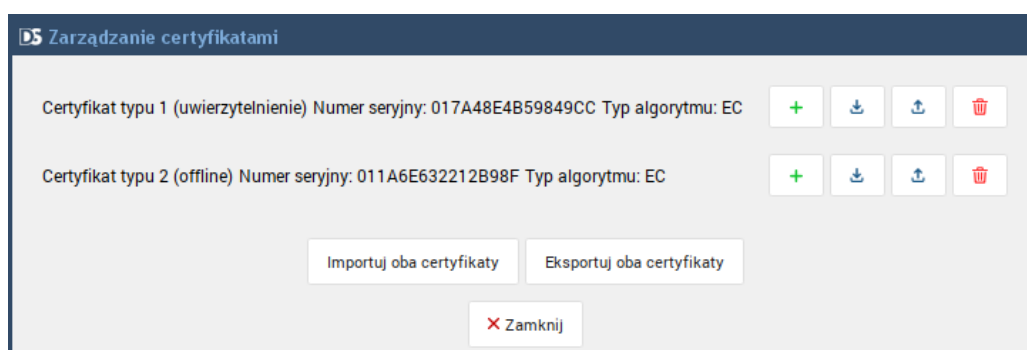 DS Zarządzanie certyfikatami
Certyfikat typu 1 (uwierzytelnienie) Numer seryjny: 017A48E4B59849CC Typ algorytmu: EC
Certyfikat typu 2 (offline) Numer seryjny: 011A6E632212B98F Typ algorytmu: EC
Importuj oba certyfikaty Eksportuj oba certyfikaty
Zamknij